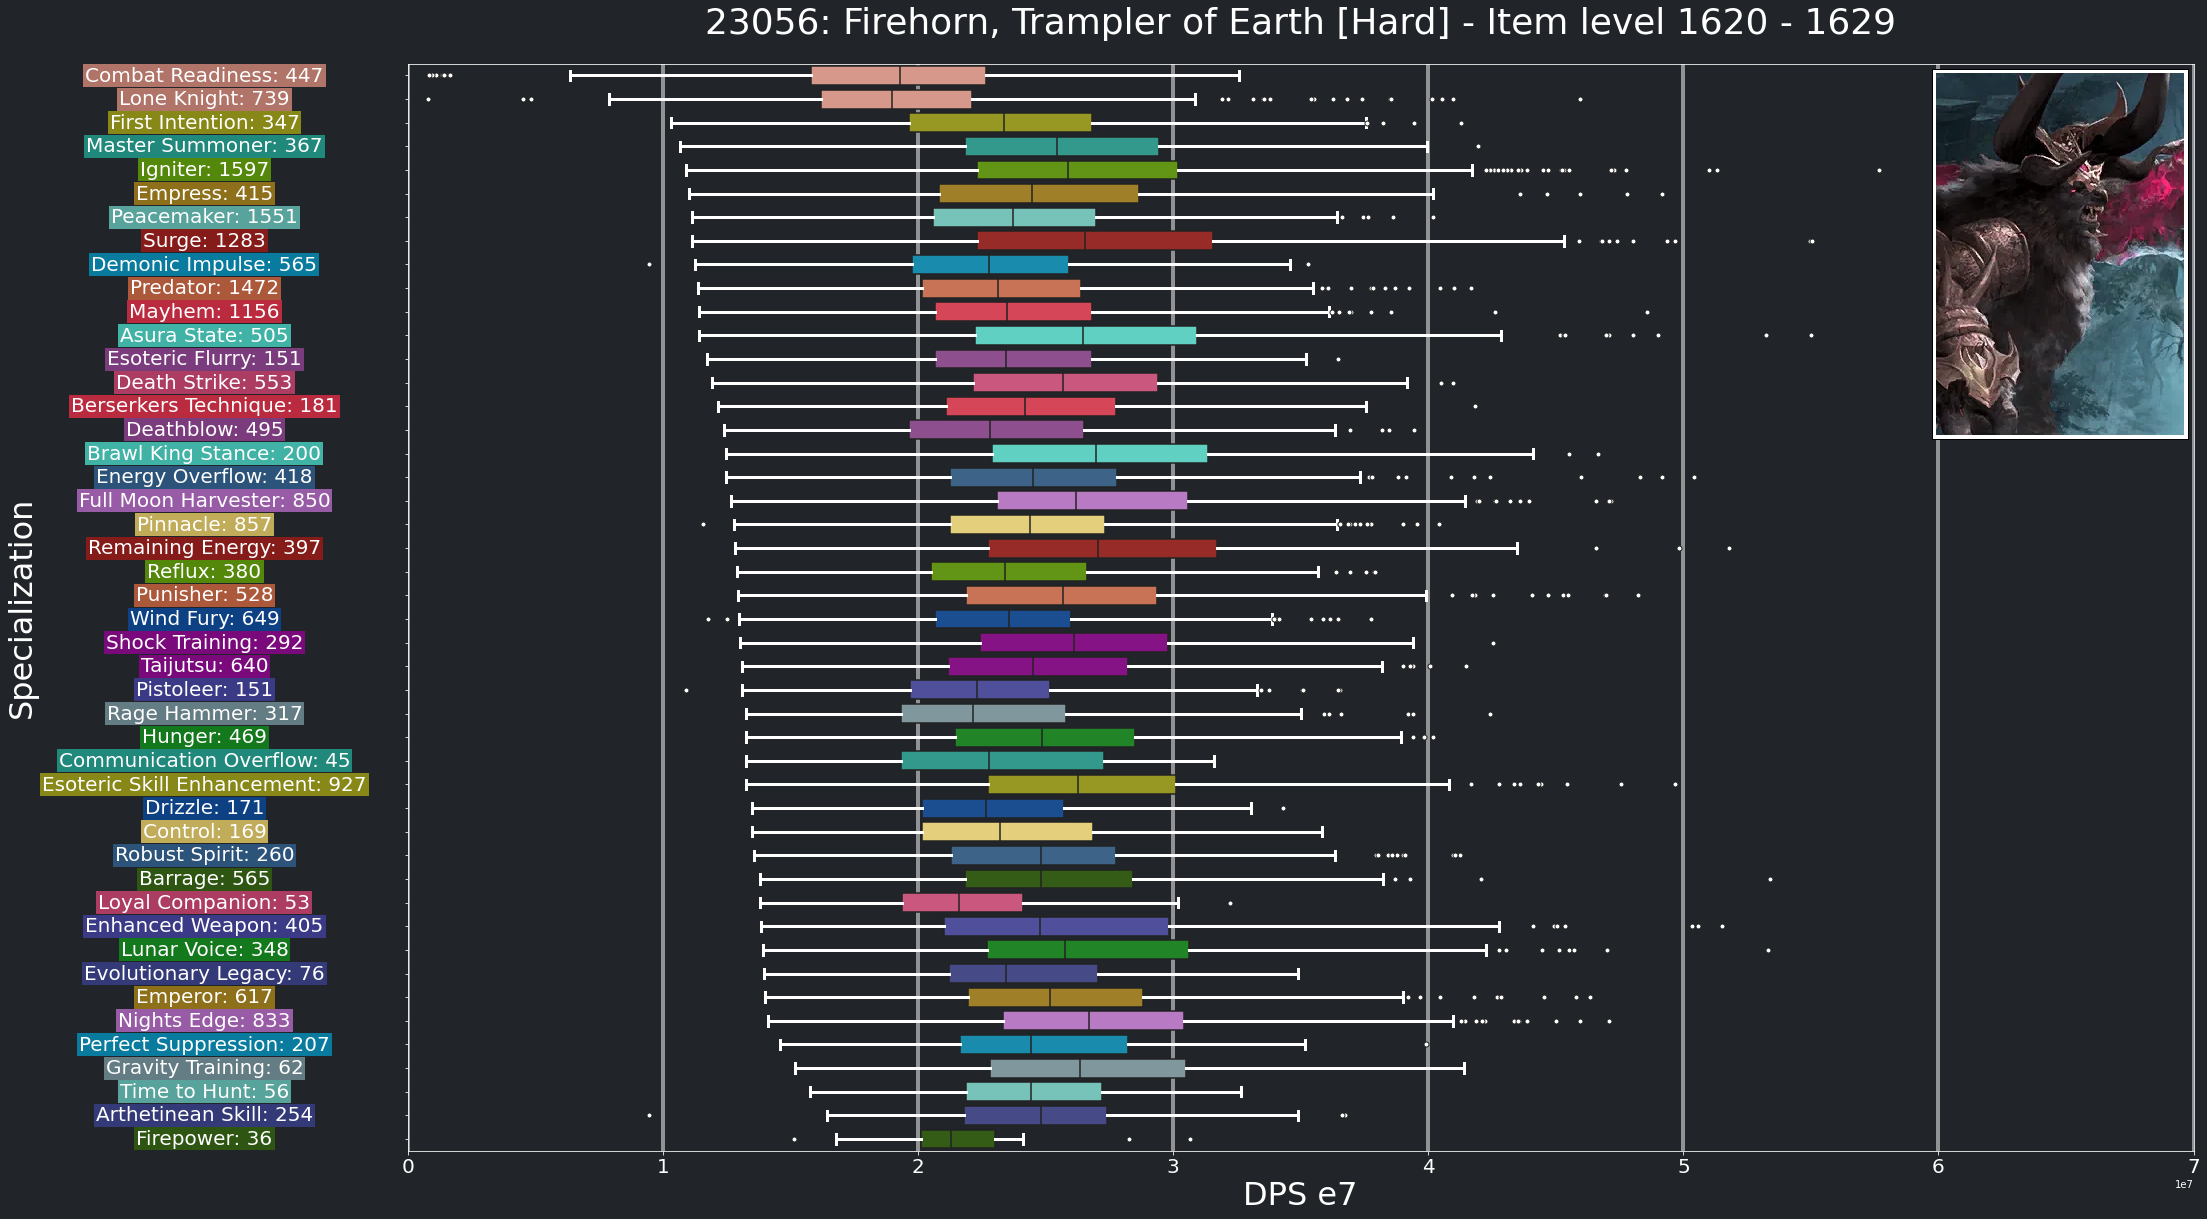 23056: Firehorn, Trampler of Earth [Hard] - Item level 1620 - 1629
Combat Readiness: 447
Lone Knight: 739
First Intention: 347
Master Summoner: 367
Igniter: 1597
Empress: 415
Peacemaker: 1551
Surge: 1283
Demonic Impulse: 565
Predator: 1472
Mayhem: 1156
Asura State: 505
Esoteric Flurry: 151
Death Strike: 553
Berserkers Technique: 181
Deathblow: 495
Brawl King Stance: 200
Energy Overflow: 418
Full Moon Harvester: 850
Pinnacle: 857
Remaining Energy: 397
Reflux: 380
Punisher: 528
Wind Fury: 649
Shock Training: 292
Taijutsu: 640
Pistoleer: 151
Rage Hammer: 317
Hunger: 469
Communication Overflow: 45
Esoteric Skill Enhancement: 927
Drizzle: 171
Control: 169
Robust Spirit: 260
Barrage: 565
Loyal Companion: 53
Enhanced Weapon: 405
Lunar Voice: 348
Evolutionary Legacy: 76
Emperor: 617
Nights Edge: 833
Perfect Suppression: 207
Gravity Training: 62
Time to Hunt: 56
Arthetinean Skill: 254
Firepower: 36
Specialization
0 1 2 3 4 5 6 7
1e7
DPS e7